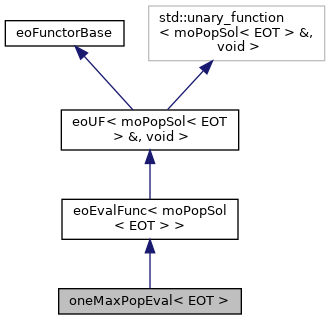 eoFunctorBase
std::unary_function
< moPopSol< EOT > &,
void >
eoUF< moPopSol< EOT
> &, void >
eoEvalFunc< moPopSol
< EOT > >
oneMaxPopEval< EOT >